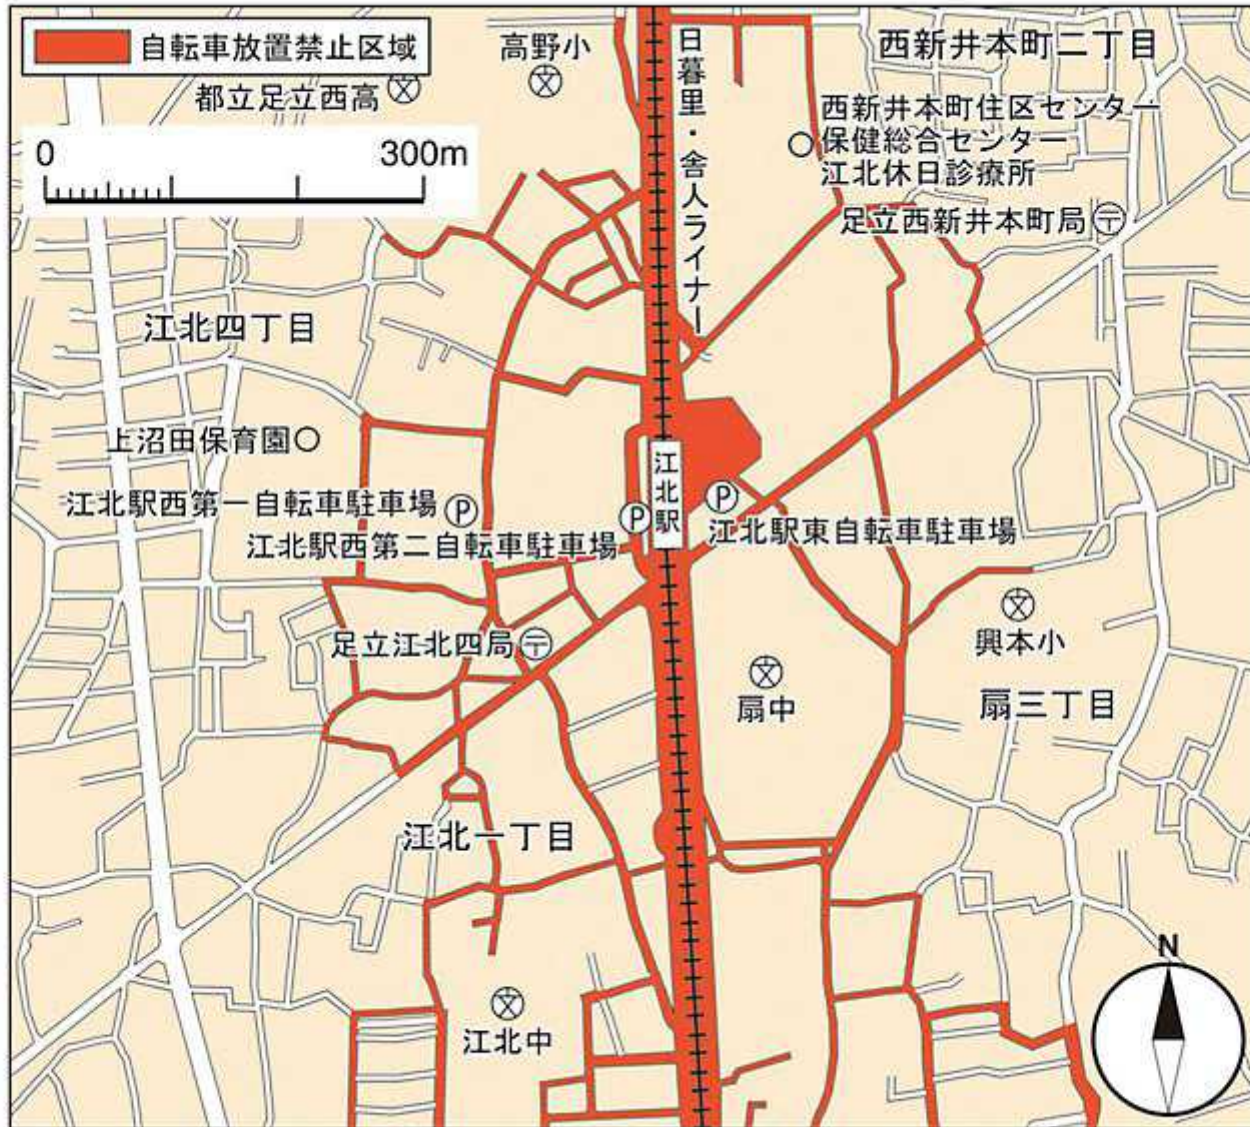 自転車放置禁止区域
都立足立西高
0 300m
高野小
日暮里・舎人ライナー
西新井本町二丁目
西新井本町住区センター
保健総合センター
江北休日診療所
足立西新井本町局
江北四丁目
上沼田保育園
江北駅西第一自転車駐車場
P
江北駅西第二自転車駐車場
P
江北駅
P
江北駅東自転車駐車場
足立江北四局
興本小
扇中
扇三丁目
江北一丁目
江北中
N